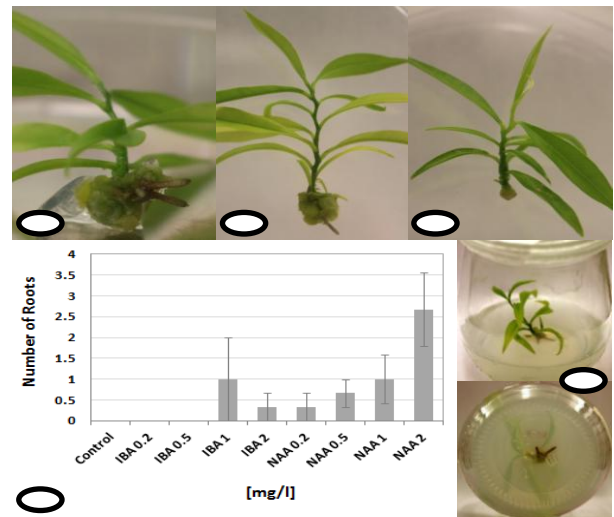 Number of Roots
4
3.5
3
2.5
2
1.5
1
0.5
0
Control
IBA 0.2
IBA 0.5
IBA 1
IBA 2
NAA 0.2
NAA 0.5
NAA 1
NAA 2
[mg/l]